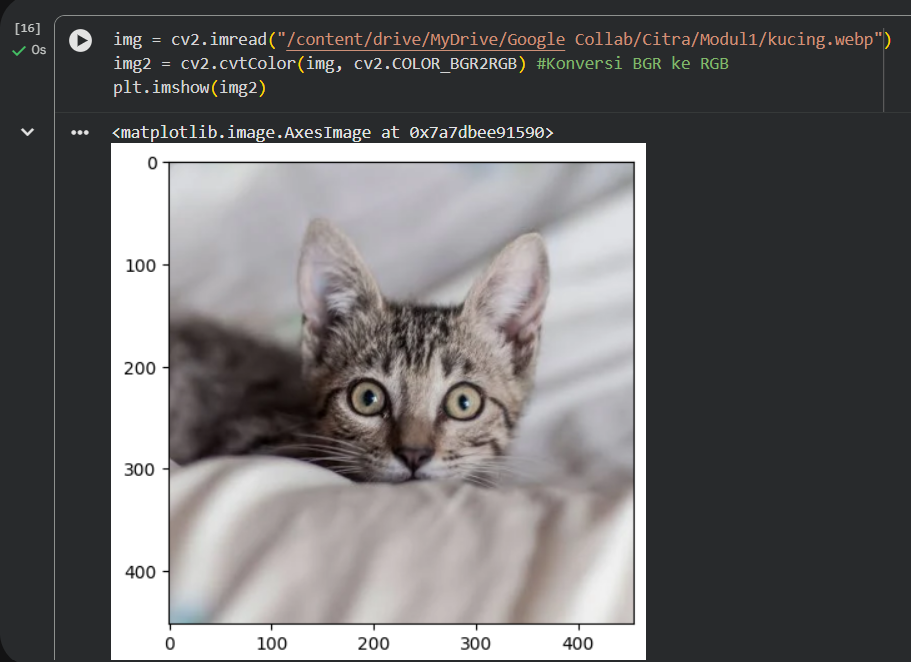 [16]
0s
img = cv2.imread("/content/drive/MyDrive/Google Collab/Citra/Modul1/kucing.webp")
img2 = cv2.cvtColor(img, cv2.COLOR_BGR2RGB) #Konversi BGR ke RGB
plt.imshow(img2)
<matplotlib.image.AxesImage at 0x7a7dbee91590>
0
100
200
300
400
0 100 200 300 400